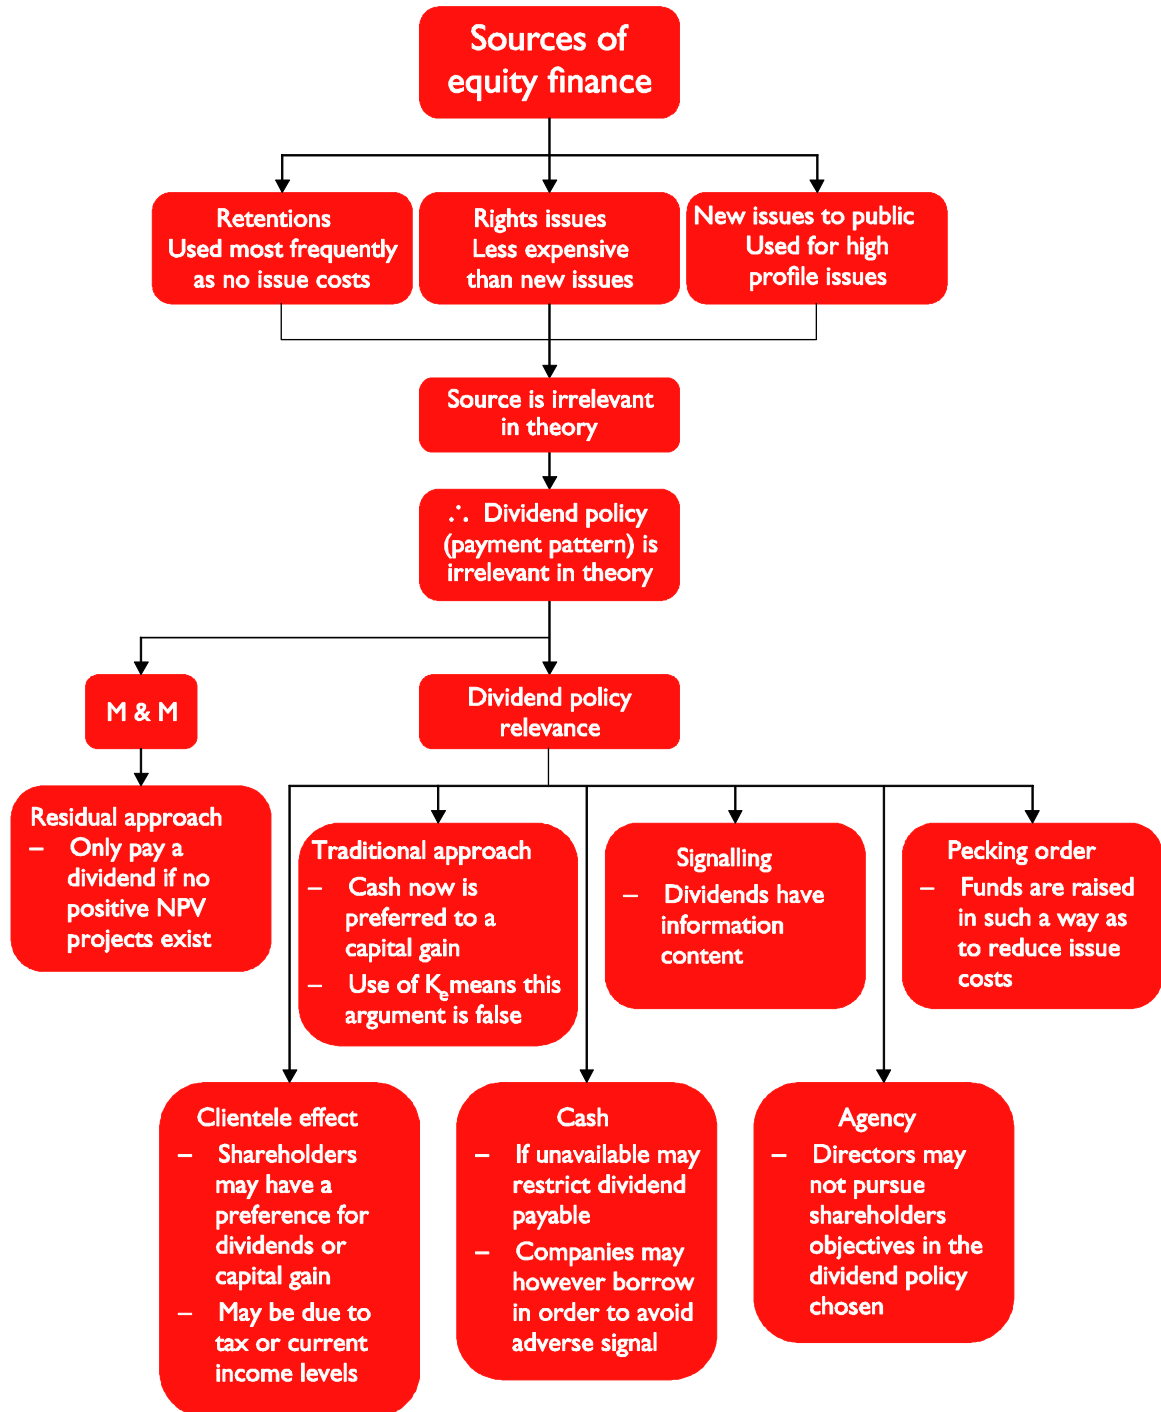 Sources of
equity finance
Retentions
Used most frequently
as no issue costs
Rights issues
Less expensive
than new issues
New issues to public
Used for high
profile issues
Source is irrelevant
in theory
∴ Dividend policy
(payment pattern) is
irrelevant in theory
M & M
Dividend policy
relevance
Residual approach
– Only pay a
dividend if no
positive NPV
projects exist
Traditional approach
– Cash now is
preferred to a
capital gain
– Use of Ke means this
argument is false
Signalling
– Dividends have
information
content
Pecking order
– Funds are raised
in such a way as
to reduce issue
costs
Clientele effect
– Shareholders
may have a
preference for
dividends or
capital gain
– May be due to
tax or current
income levels
Cash
– If unavailable may
restrict dividend
payable
– Companies may
however borrow
in order to avoid
adverse signal
Agency
– Directors may
not pursue
shareholders
objectives in the
dividend policy
chosen